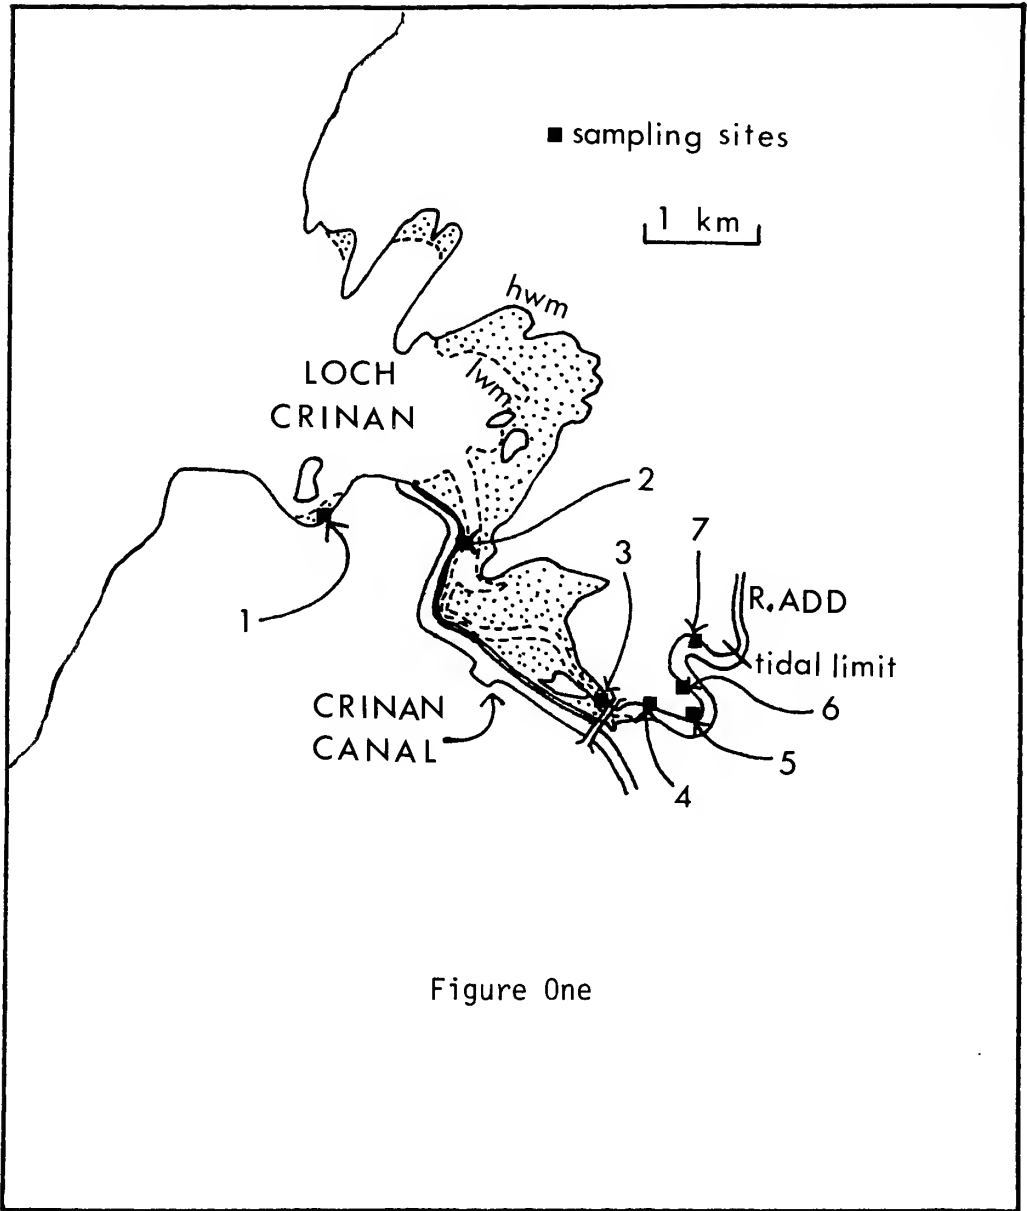 ■ sampling sites
1 km
hwm
lwm
LOCH
CRINAN
2
7
3
R.ADD
1
tidal limit
6
CRINAN
CANAL
5
4
Figure One